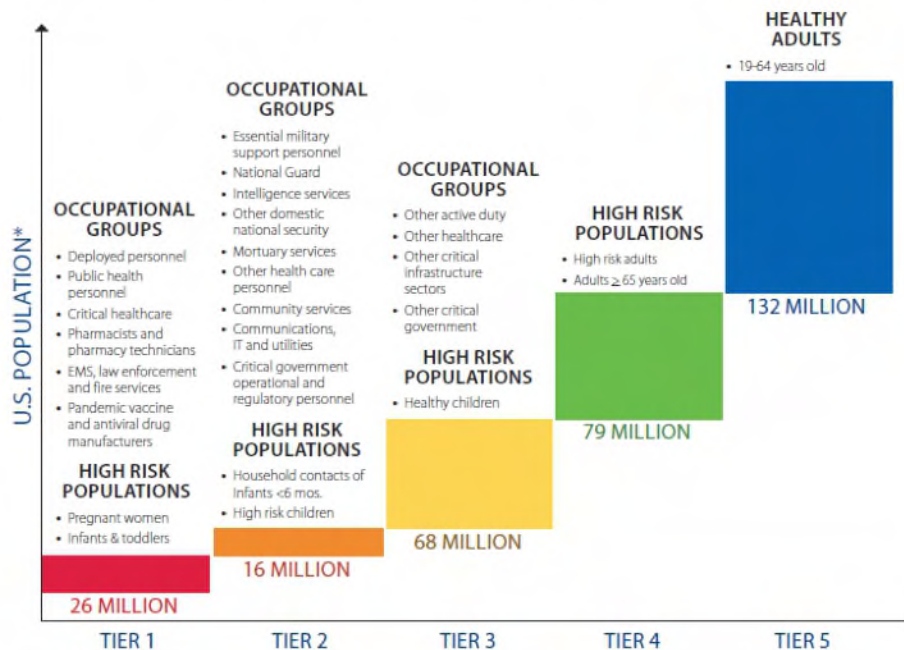 U.S. POPULATION*
OCCUPATIONAL
GROUPS
• Deployed personnel
• Public health
personnel
• Critical healthcare
• Pharmacists and
pharmacy technicians
• EMS, law enforcement
and fire services
• Pandemic vaccine
and antiviral drug
manufacturers
HIGH RISK
POPULATIONS
• Pregnant women
• Infants & toddlers
26 MILLION
TIER 1
OCCUPATIONAL
GROUPS
• Essential military
support personnel
• National Guard
• Intelligence services
• Other domestic
national security
• Mortuary services
• Other health care
personnel
• Community services
• Communications,
IT and utilities
• Critical government
operational and
regulatory personnel
HIGH RISK
POPULATIONS
• Household contacts of
Infants <6 mos.
• High risk children
16 MILLION
TIER 2
OCCUPATIONAL
GROUPS
• Other active duty
• Other healthcare
• Other critical
infrastructure
sectors
• Other critical
government
HIGH RISK
POPULATIONS
• Healthy children
68 MILLION
TIER 3
HIGH RISK
POPULATIONS
• High risk adults
• Adults ≥ 65 years old
79 MILLION
TIER 4
HEALTHY
ADULTS
• 19-64 years old
132 MILLION
TIER 5